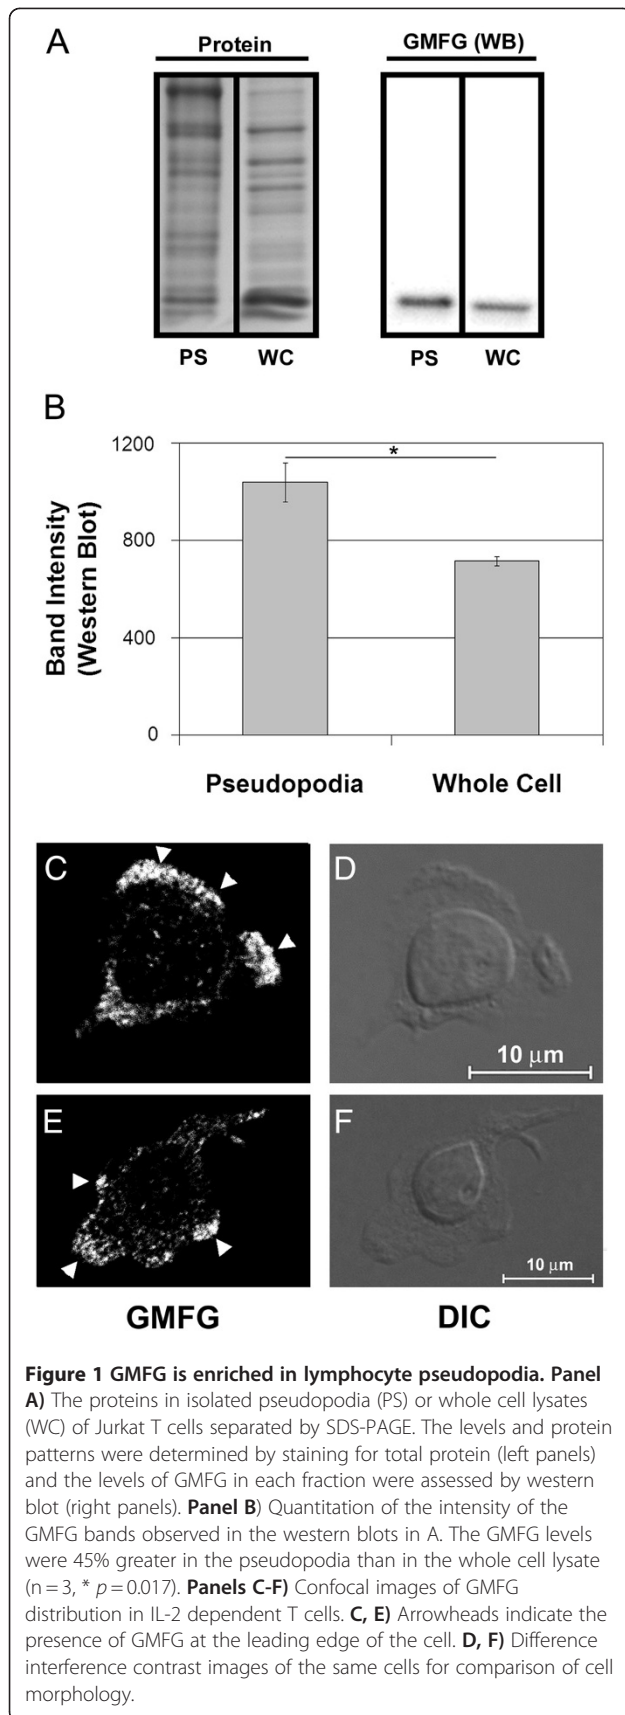 A
Protein
GMFG (WB)
PS
WC
PS
WC
B
Band Intensity
(Western Blot)
1200
800
400
0
*
Pseudopodia
Whole Cell
C
D
10 μm
E
F
10 μm
GMFG
DIC
Figure 1 GMFG is enriched in lymphocyte pseudopodia. Panel
A) The proteins in isolated pseudopodia (PS) or whole cell lysates
(WC) of Jurkat T cells separated by SDS-PAGE. The levels and protein
patterns were determined by staining for total protein (left panels)
and the levels of GMFG in each fraction were assessed by western
blot (right panels). Panel B) Quantitation of the intensity of the
GMFG bands observed in the western blots in A. The GMFG levels
were 45% greater in the pseudopodia than in the whole cell lysate
(n = 3, * p = 0.017). Panels C-F) Confocal images of GMFG
distribution in IL-2 dependent T cells. C, E) Arrowheads indicate the
presence of GMFG at the leading edge of the cell. D, F) Difference
interference contrast images of the same cells for comparison of cell
morphology.